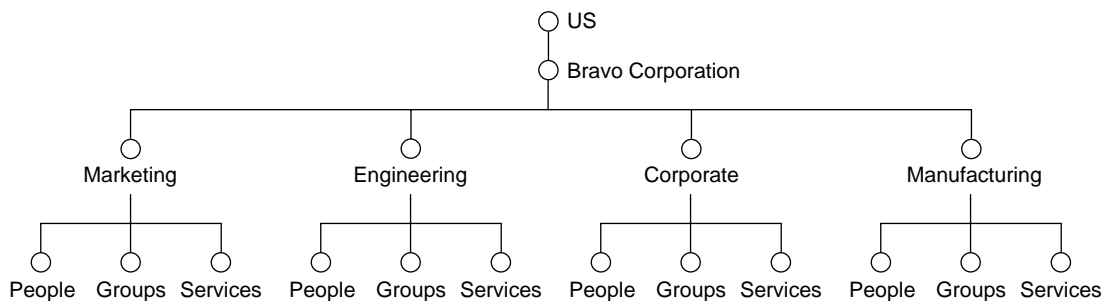 US
Bravo Corporation
Marketing Engineering Corporate Manufacturing
People Groups Services People Groups Services People Groups Services People Groups Services